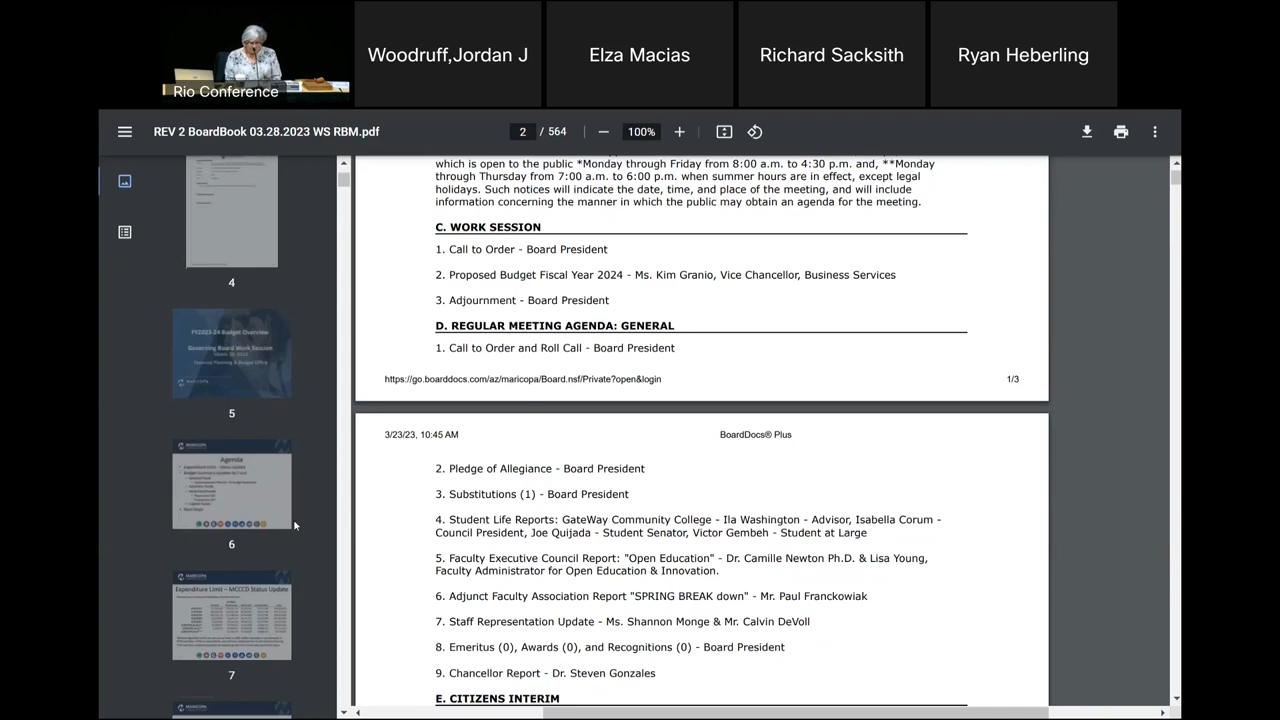 Rio Conference
Woodruff,Jordan J
Elza Macias
Richard Sacksith
Ryan Heberling
REV 2 BoardBook 03.28.2023 WS RBM.pdf
2 / 564
100%
4
FY2023-24 Budget Overview
Governing Board Work Session
Financial Planning & Budget Office
5
Agenda
6
Expenditure Limit – MCCCD Status Update
7
which is open to the public *Monday through Friday from 8:00 a.m. to 4:30 p.m. and, **Monday
through Thursday from 7:00 a.m. to 6:00 p.m. when summer hours are in effect, except legal
holidays. Such notices will indicate the date, time, and place of the meeting, and will include
information concerning the manner in which the public may obtain an agenda for the meeting.
C. WORK SESSION
1. Call to Order - Board President
2. Proposed Budget Fiscal Year 2024 - Ms. Kim Granio, Vice Chancellor, Business Services
3. Adjournment - Board President
D. REGULAR MEETING AGENDA: GENERAL
1. Call to Order and Roll Call - Board President
https://go.boarddocs.com/az/maricopa/Board.nsf/Private?open&login
1/3
3/23/23, 10:45 AM
BoardDocs® Plus
2. Pledge of Allegiance - Board President
3. Substitutions (1) - Board President
4. Student Life Reports: GateWay Community College - Ila Washington - Advisor, Isabella Corum -
Council President, Joe Quijada - Student Senator, Victor Gembeh - Student at Large
5. Faculty Executive Council Report: "Open Education" - Dr. Camille Newton Ph.D. & Lisa Young,
Faculty Administrator for Open Education & Innovation.
6. Adjunct Faculty Association Report "SPRING BREAK down" - Mr. Paul Franckowiak
7. Staff Representation Update - Ms. Shannon Monge & Mr. Calvin DeVoll
8. Emeritus (0), Awards (0), and Recognitions (0) - Board President
9. Chancellor Report - Dr. Steven Gonzales
E. CITIZENS INTERIM